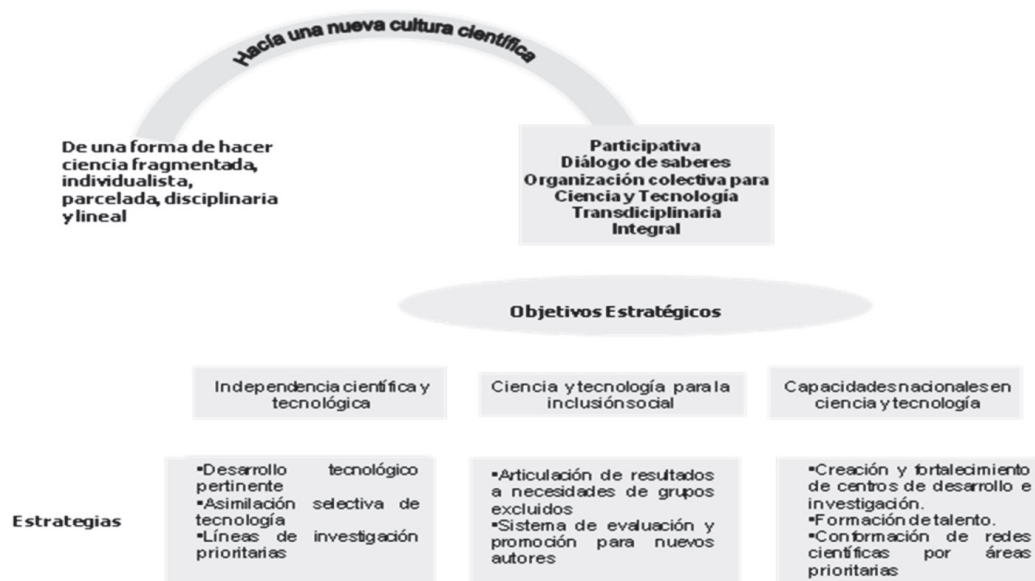 Hacía una nueva cultura científica
De una forma de hacer
ciencia fragmentada,
individualista,
parcelada, disciplinaria
y lineal
Participativa
Diálogo de saberes
Organización colectiva para
Ciencia y Tecnología
Transdiciplinaria
Integral
Objetivos Estratégicos
Independencia científica y
tecnológica
Ciencia y tecnología para la
inclusión social
Capacidades nacionales en
ciencia y tecnología
Estrategias
▪Desarrollo tecnológico
pertinente
▪Asimilación selectiva de
tecnología
▪Líneas de investigación
prioritarias
▪Articulación de resultados
a necesidades de grupos
excluidos
▪Sistema de evaluación y
promoción para nuevos
autores
▪Creación y fortalecimiento
de centros de desarrollo e
investigación.
▪Formación de talento.
▪Conformación de redes
científicas por áreas
prioritarias